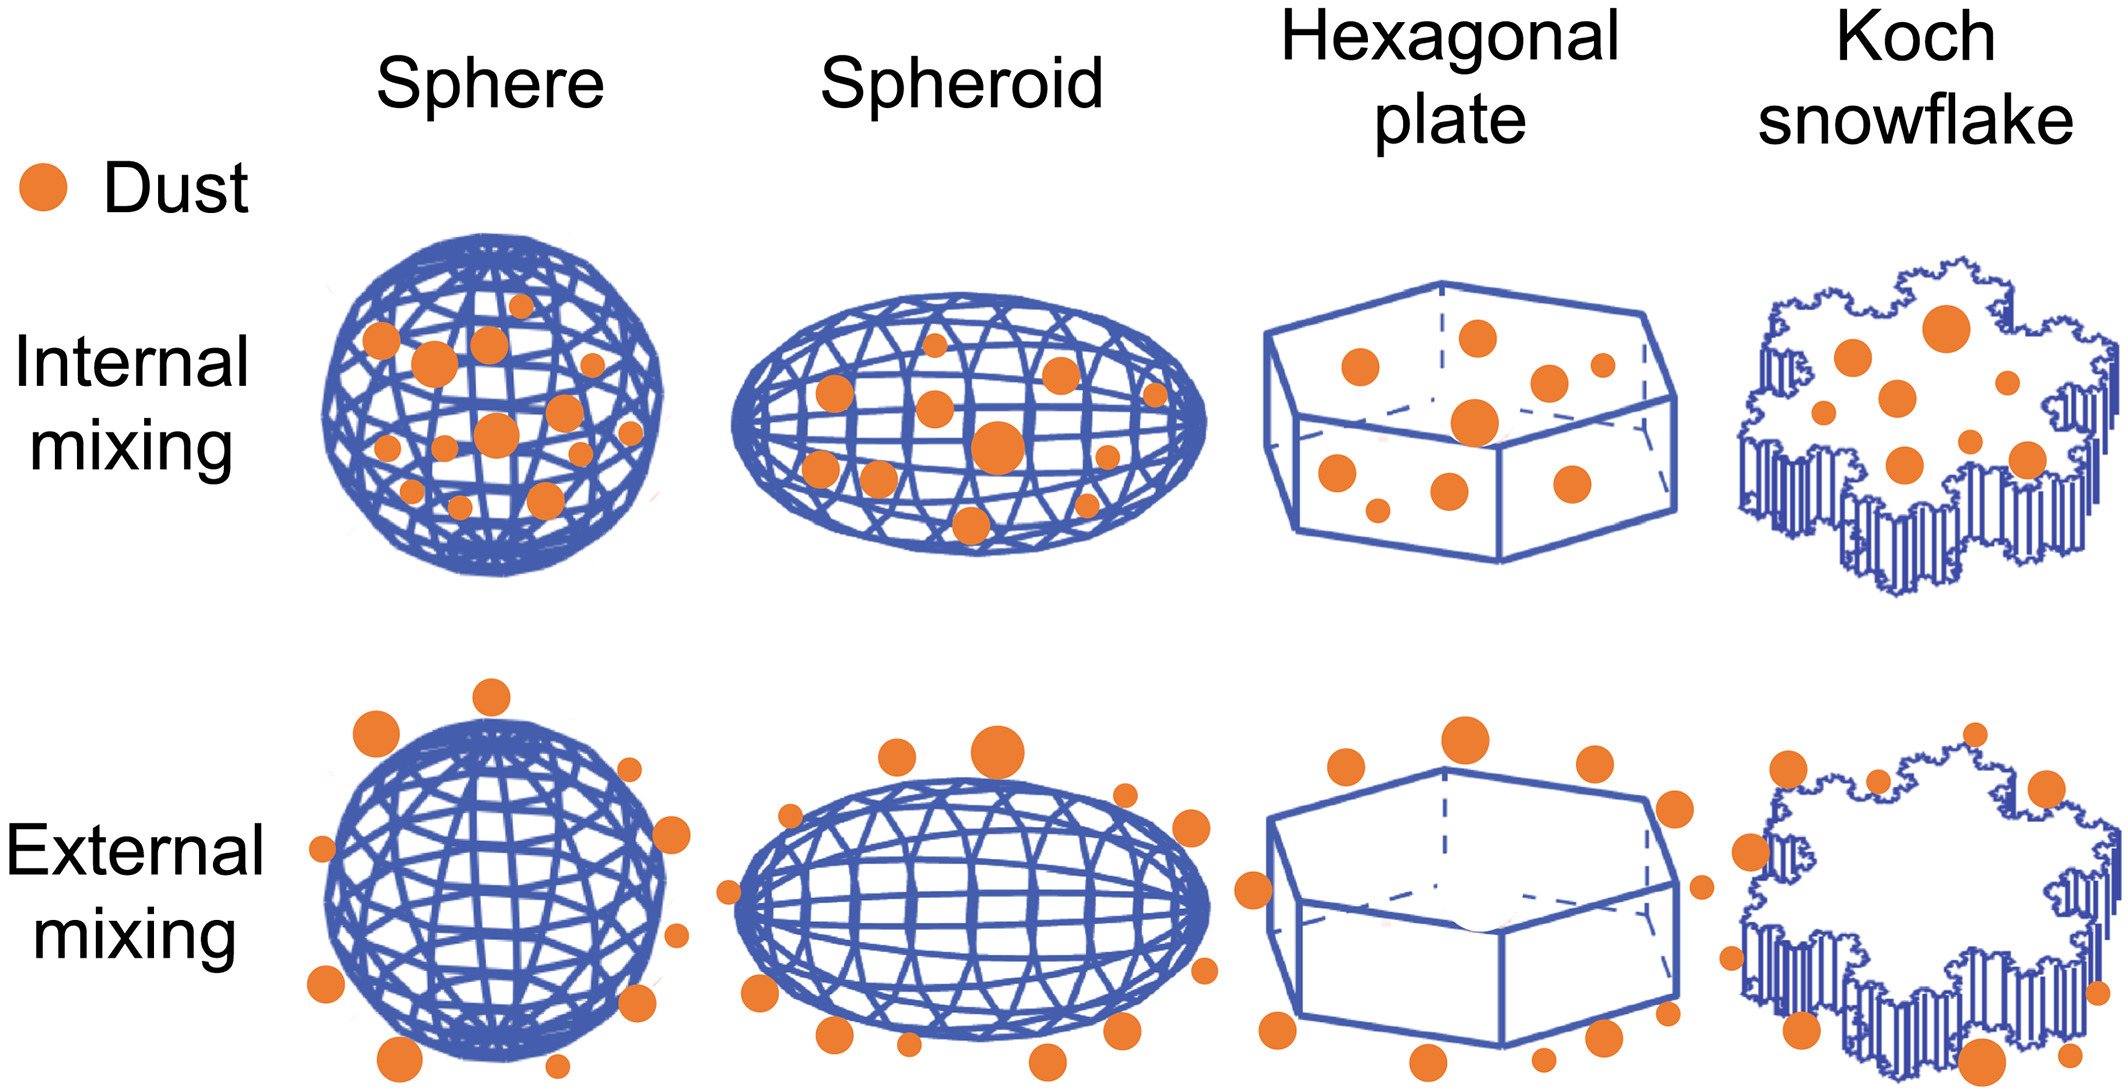 Sphere
Spheroid
Hexagonal
plate
Koch
snowflake
Dust
Internal
mixing
External
mixing